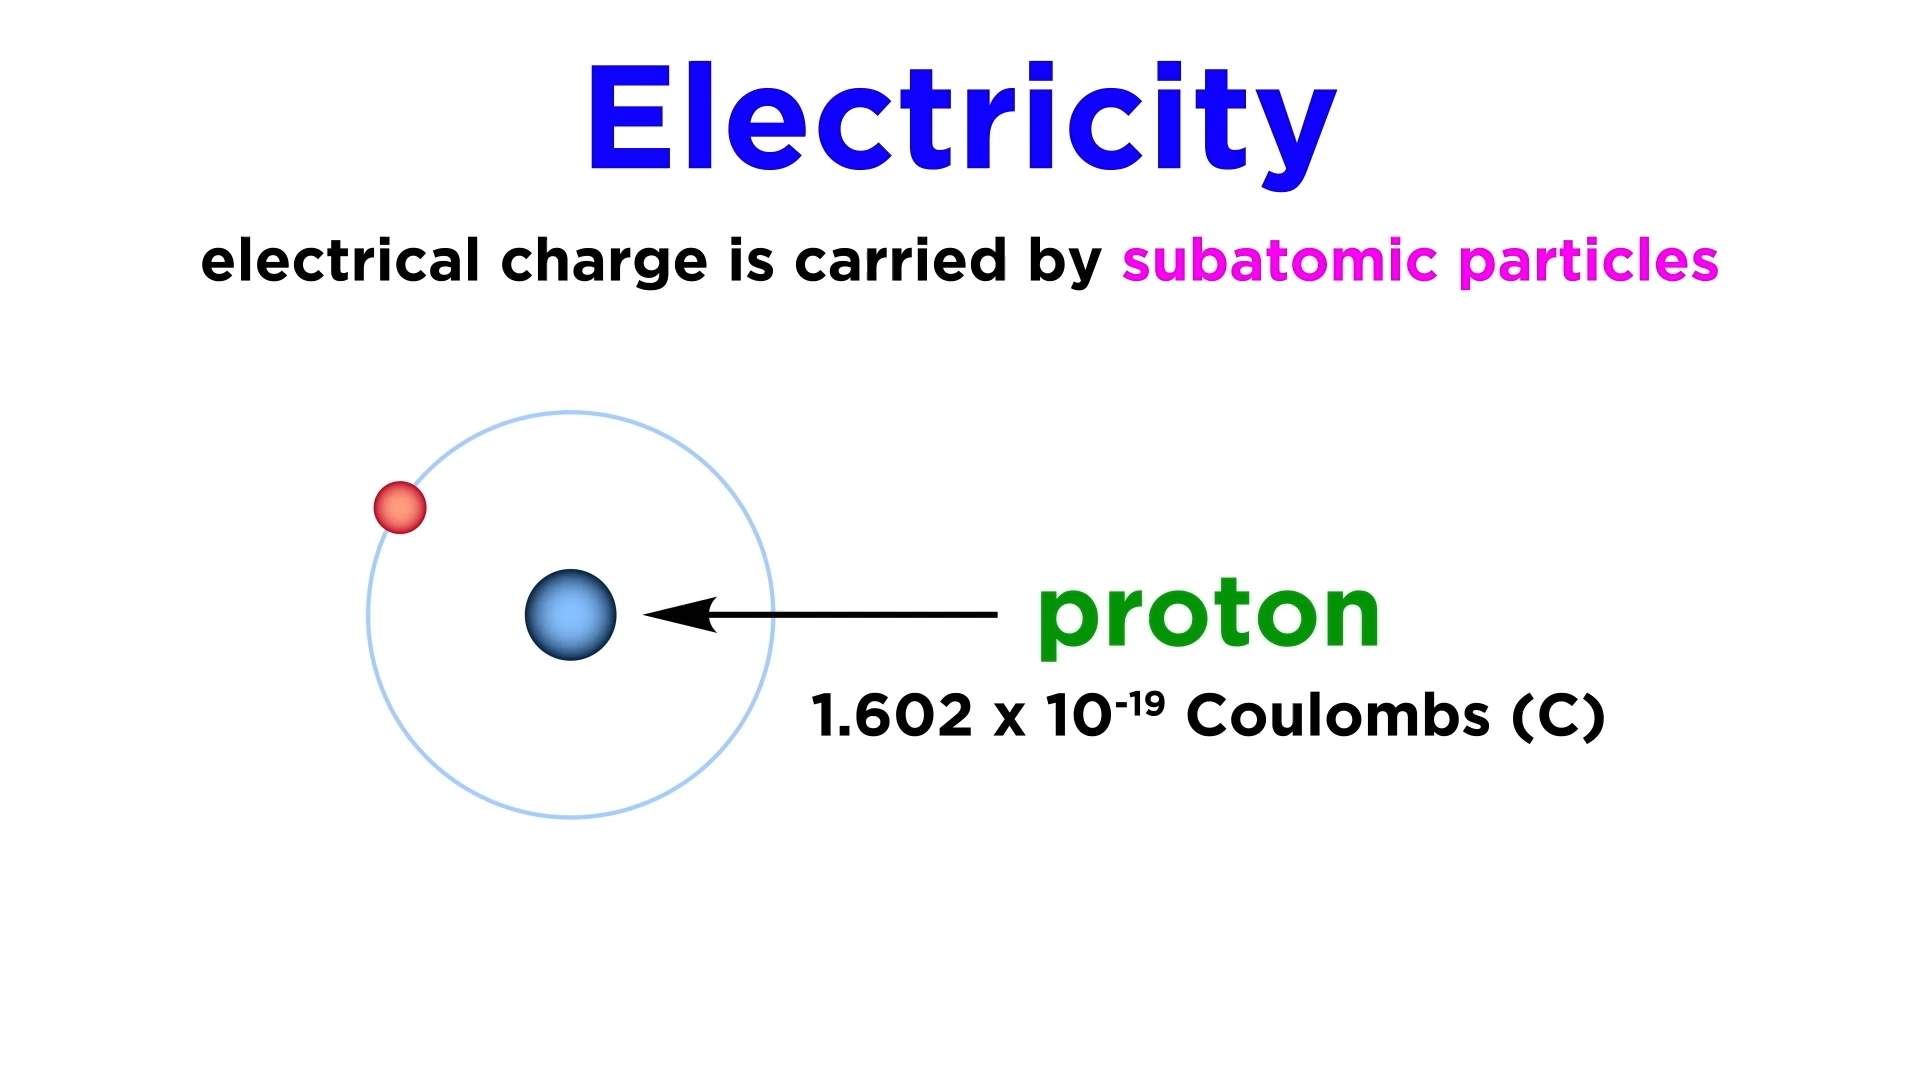 Electricity
electrical charge is carried by subatomic particles
proton
1.602 x 10⁻¹⁹ Coulombs (C)